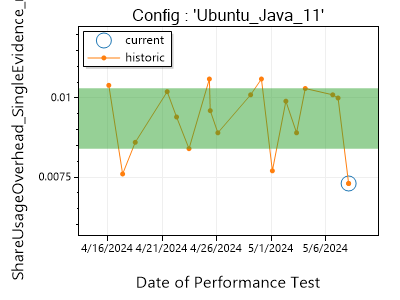 Config : 'Ubuntu_Java_11'
current
historic
ShareUsageOverhead_SingleEvidence_
0.01
0.0075
4/16/2024
4/21/2024
4/26/2024
5/1/2024
5/6/2024
Date of Performance Test